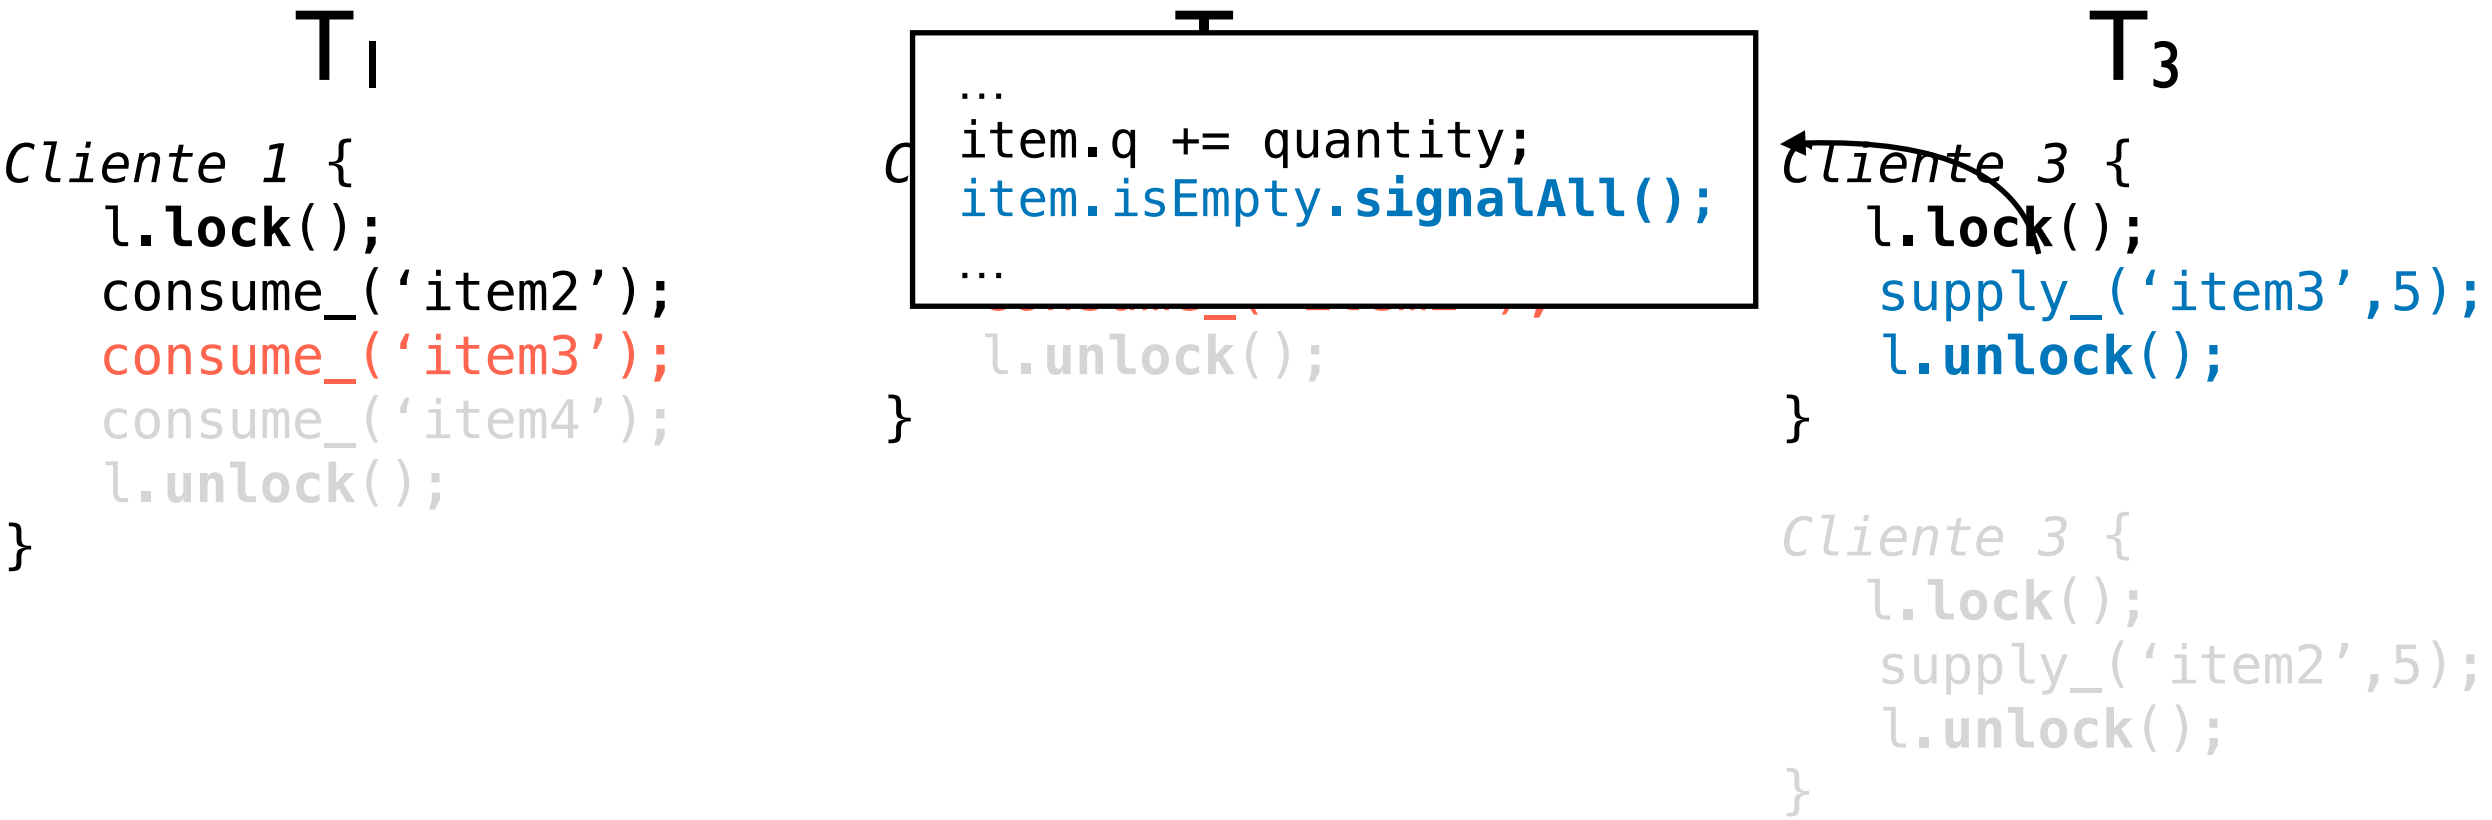 T1
Cliente 1 {
l.lock();
consume_(‘item2’);
consume_(‘item3’);
consume_(‘item4’);
l.unlock();
}
T
…
item.q += quantity;
item.isEmpty.signalAll();
…
l.unlock();
}
T3
Cliente 3 {
l.lock();
supply_(‘item3’,5);
l.unlock();
}
Cliente 3 {
l.lock();
supply_(‘item2’,5);
l.unlock();
}